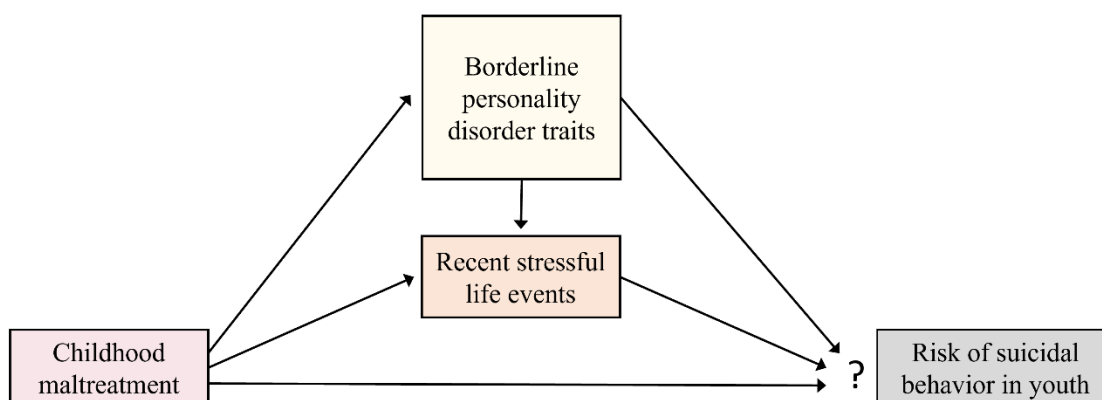 Borderline
personality
disorder traits
Recent stressful
life events
Childhood
maltreatment
?
Risk of suicidal
behavior in youth